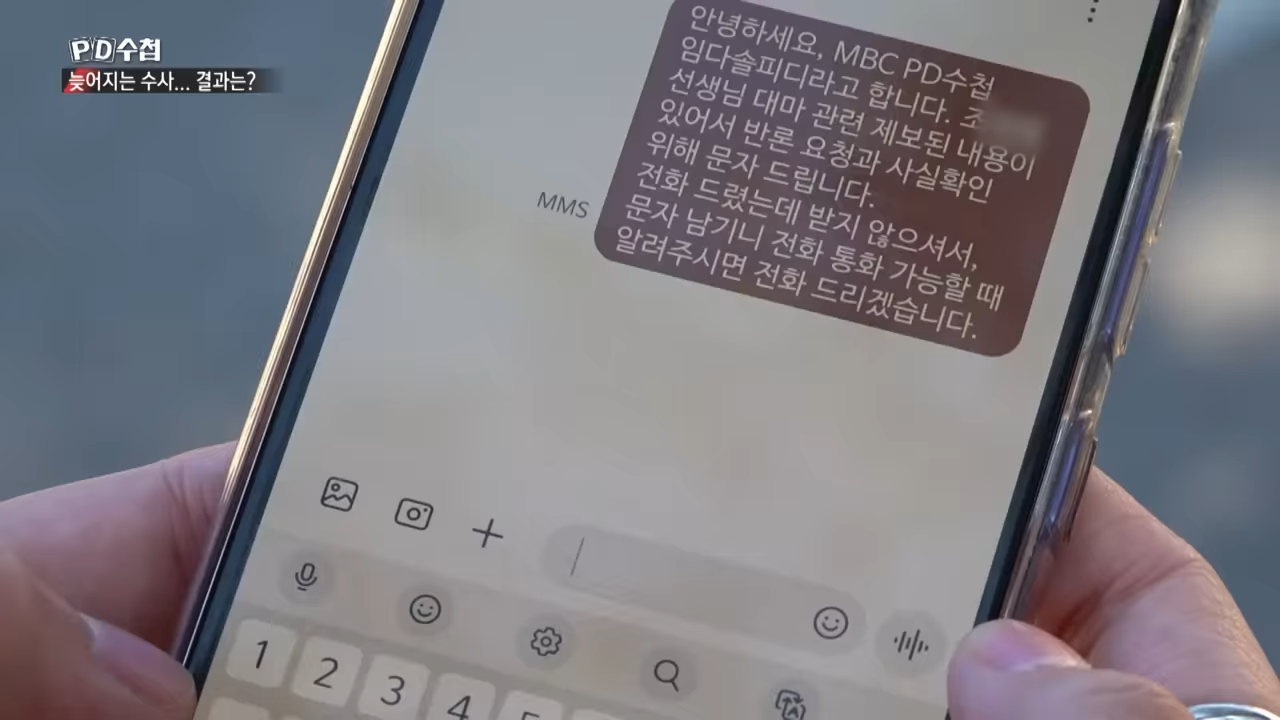 PD수첩
늦어지는 수사... 결과는?
안녕하세요, MBC PD수첩
임다솔피디라고 합니다. 조
선생님 대마 관련 제보된 내용이
있어서 반론 요청과 사실확인
위해 문자 드립니다.
전화 드렸는데 받지 않으셔서,
문자 남기니 전화 통화 가능할 때
알려주시면 전화 드리겠습니다.
MMS
1 2 3 4 5